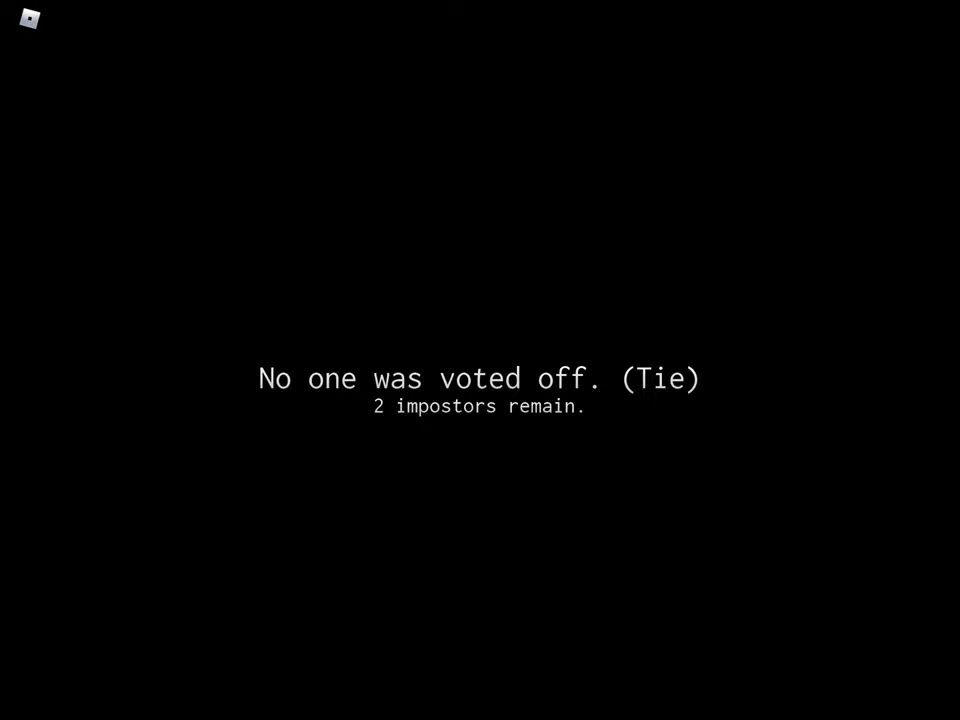 No one was voted off. (Tie)
2 impostors remain.